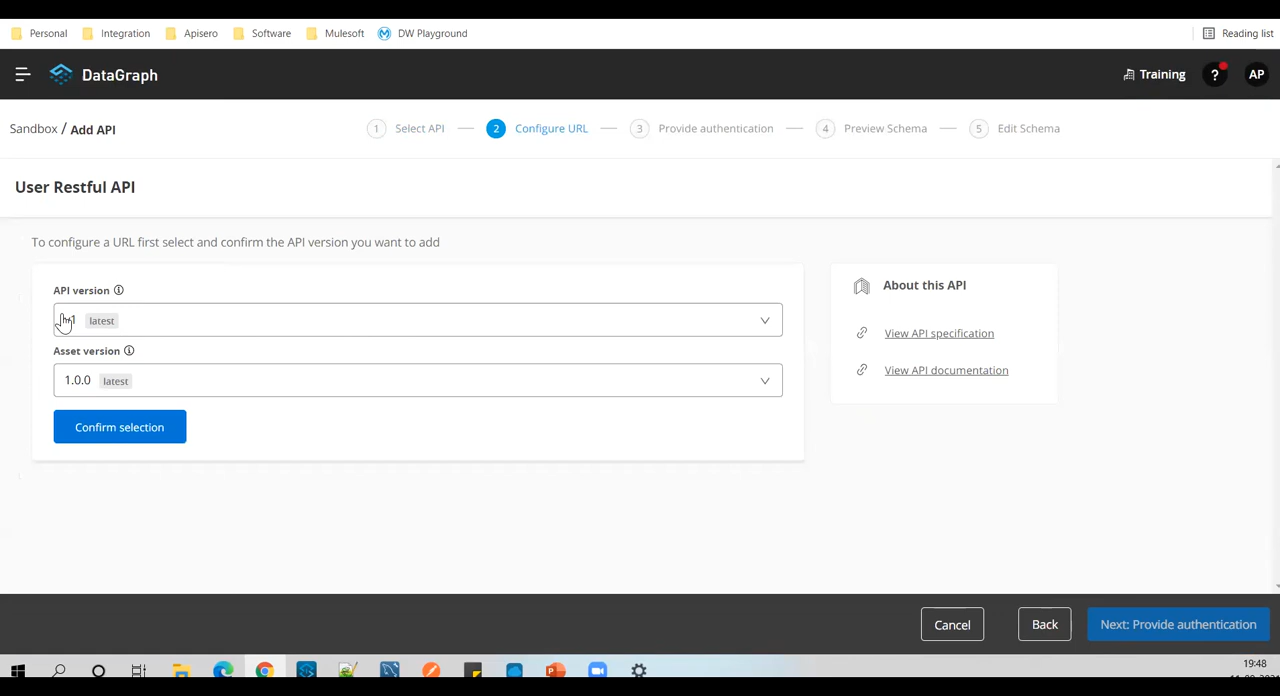 Personal Integration Apisero Software Mulesoft DW Playground Reading list
DataGraph Training ? AP
Sandbox / Add API 1 Select API 2 Configure URL 3 Provide authentication 4 Preview Schema 5 Edit Schema
User Restful API
To configure a URL first select and confirm the API version you want to add
API version
latest
Asset version
1.0.0 latest
Confirm selection
About this API
View API specification
View API documentation
Cancel Back Next: Provide authentication
19:48